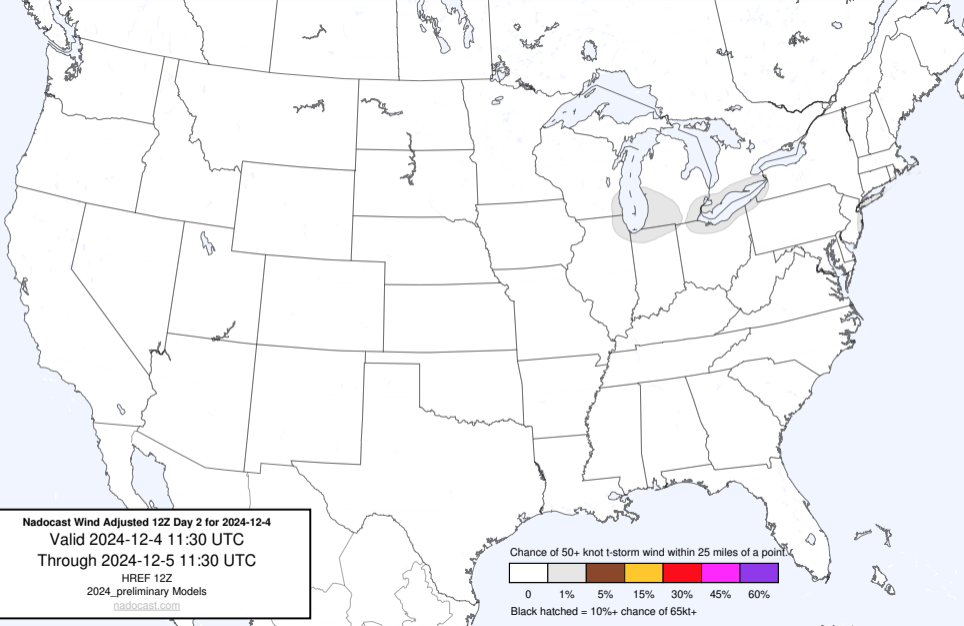 Nadocast Wind Adjusted 12Z Day 2 for 2024-12-4
Valid 2024-12-4 11:30 UTC
Through 2024-12-5 11:30 UTC
HREF 12Z
2024_preliminary Models
nadocast.com
Chance of 50+ knot t-storm wind within 25 miles of a point.
0 1% 5% 15% 30% 45% 60%
Black hatched = 10%+ chance of 65kt+